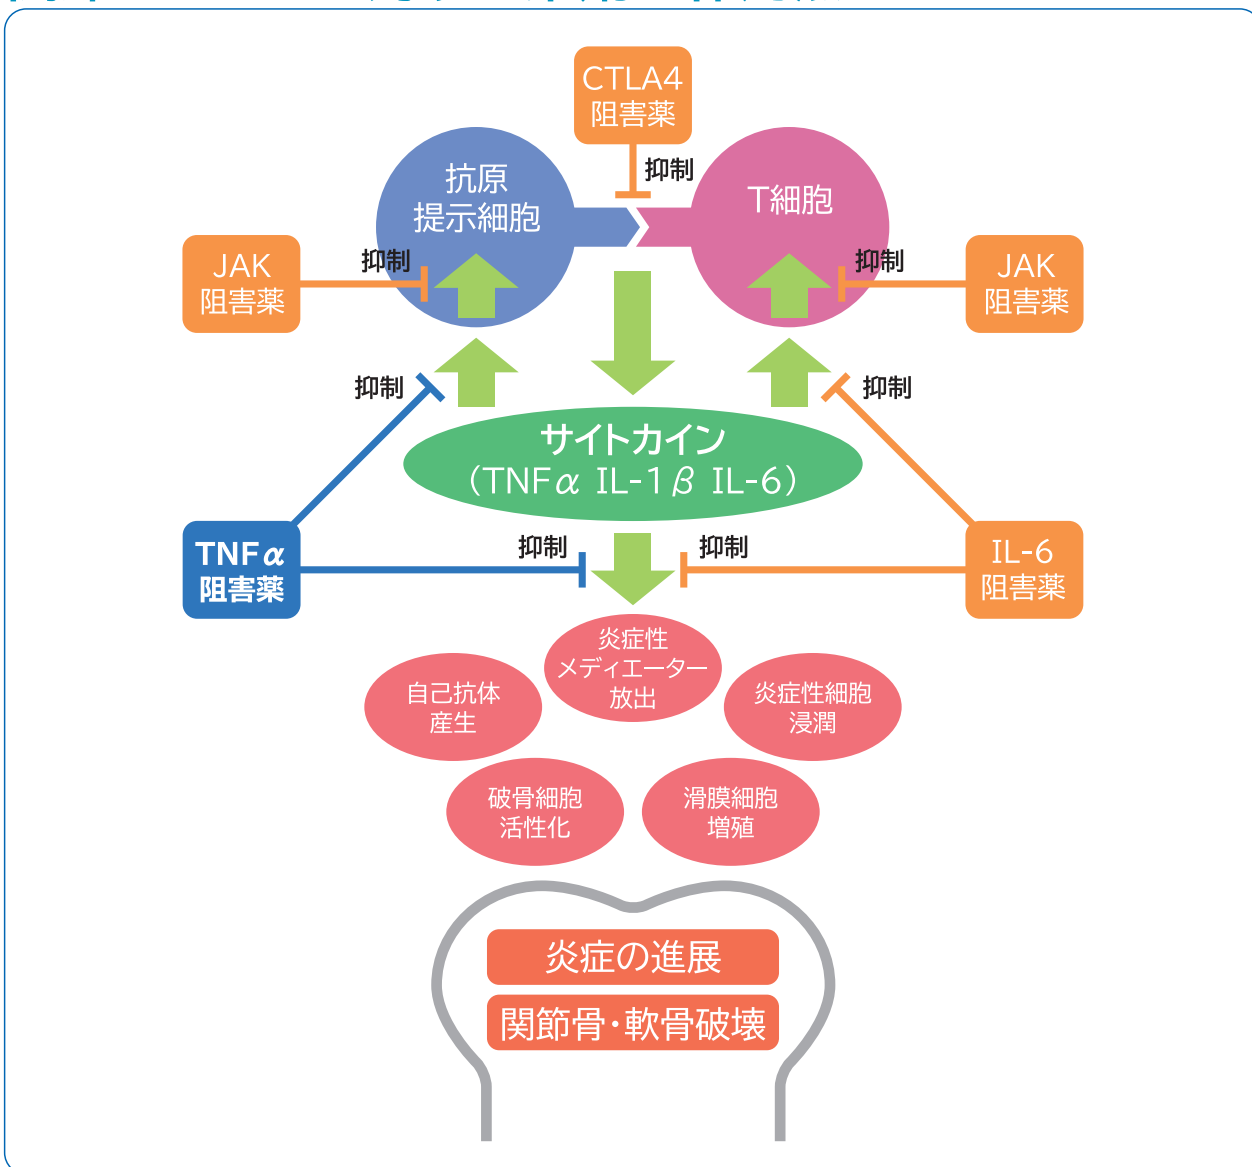 CTLA4
阻害薬
抑制
抗原
提示細胞
T細胞
JAK
阻害薬
抑制
抑制
JAK
阻害薬
抑制
抑制
サイトカイン
(TNFα IL-1β IL-6)
TNFα
阻害薬
抑制
抑制
IL-6
阻害薬
炎症性
メディエーター
放出
自己抗体
産生
炎症性細胞
浸潤
破骨細胞
活性化
滑膜細胞
増殖
炎症の進展
関節骨・軟骨破壊